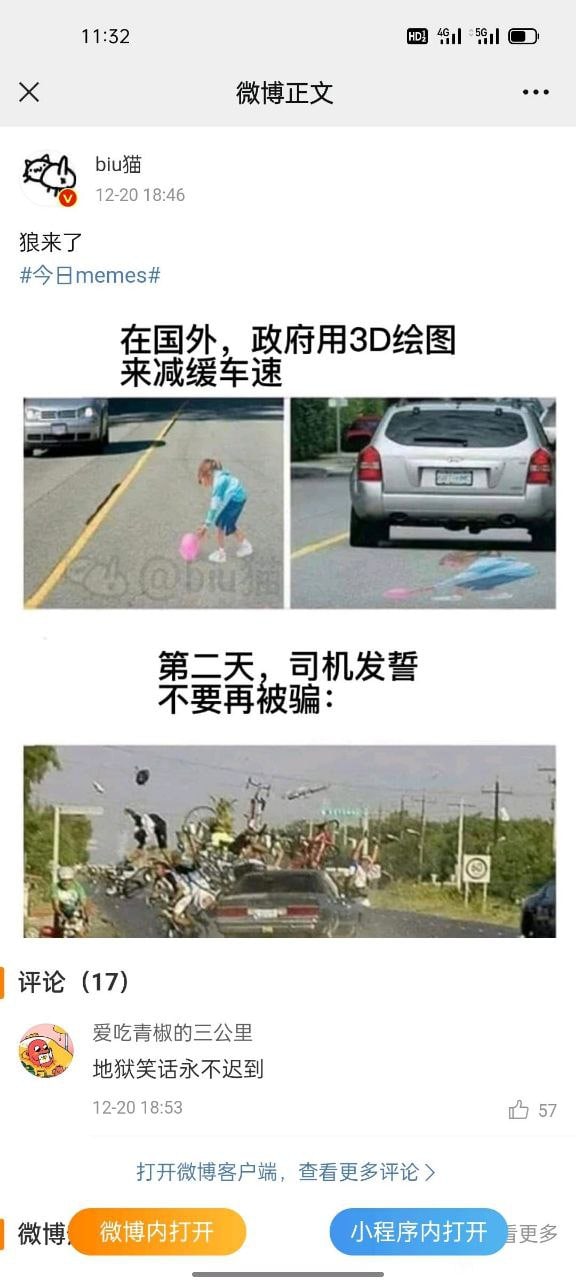 11:32
HD 4G 5G
微博正文
biu猫
12-20 18:46
狼来了
#今日memes#
在国外，政府用3D绘图
来减缓车速
@biu猫
第二天，司机发誓
不要再被骗：
60
评论（17）
爱吃青椒的三公里
地狱笑话永不迟到
12-20 18:53
57
打开微博客户端，查看更多评论
微博
微博内打开
小程序内打开
看更多